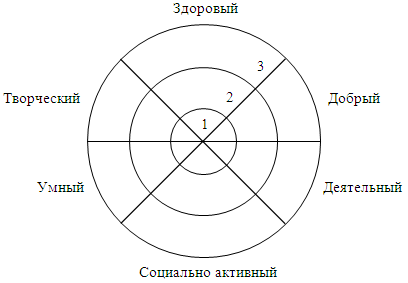 Здоровый
3
Творческий
2
Добрый
1
Умный
Деятельный
Социально активный